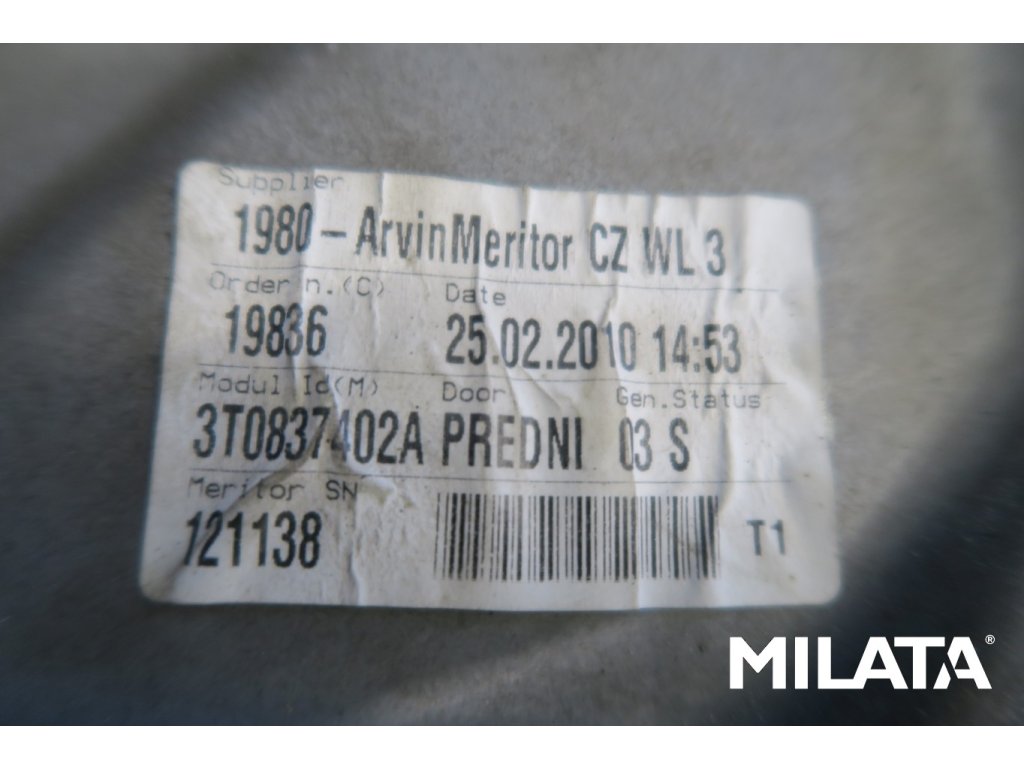 Supplier
1980 - ArvinMeritor CZ WL 3
Order n.(C) Date
19836 25.02.2010 14:53
Modul Id(M) Door Gen.Status
3T0837402A PREDNI 03 S
Meritor SN
121138 T1
MILATA®